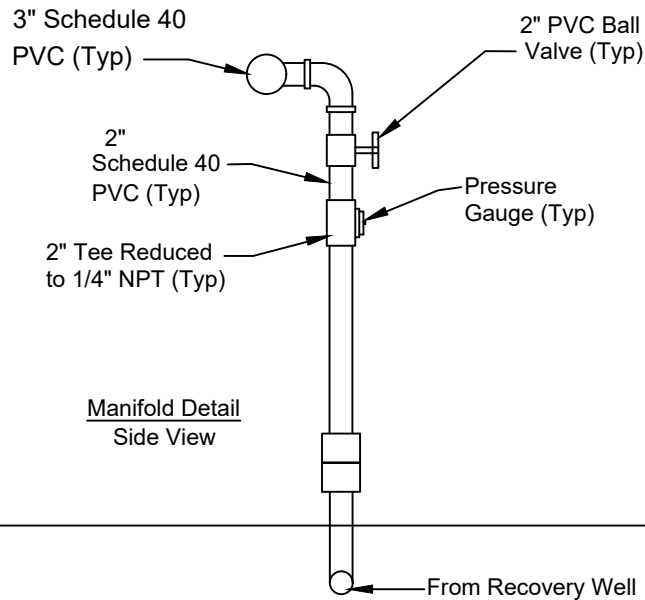 3" Schedule 40
PVC (Typ)
2" PVC Ball
Valve (Typ)
2"
Schedule 40
PVC (Typ)
Pressure
Gauge (Typ)
2" Tee Reduced
to 1/4" NPT (Typ)
Manifold Detail
Side View
From Recovery Well